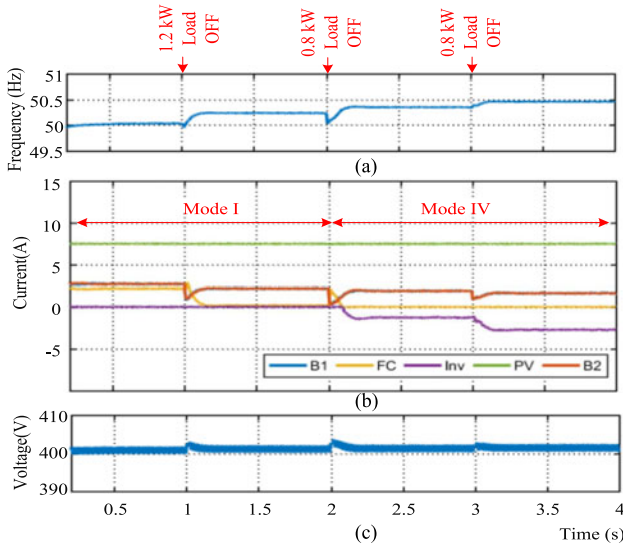 1.2 kW
Load
OFF
0.8 kW
Load
OFF
0.8 kW
Load
OFF
Frequency (Hz)
51
50.5
50
49.5
(a)
Current(A)
15
10
5
0
-5
Mode I
Mode IV
B1 FC Inv PV B2
(b)
Voltage(V)
410
400
390
0.5 1 1.5 2 2.5 3 3.5 4
(c)
Time (s)